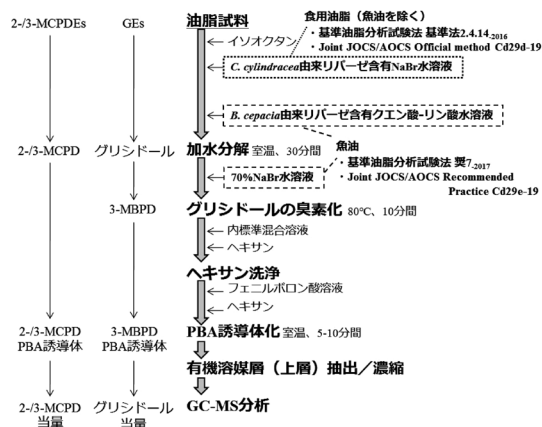 2-/3-MCPDEs
GEs
油脂試料
食用油脂（魚油を除く）
・基準油脂分析試験法 基準法2.4.14-2016
・Joint JOCS/AOCS Official method Cd29d-19
イソオクタン
C. cylindracea由来リパーゼ含有NaBr水溶液
B. cepacia由来リパーゼ含有クエン酸-リン酸水溶液
2-/3-MCPD
グリシドール
加水分解 室温、30分間
魚油
・基準油脂分析試験法 奨7-2017
・Joint JOCS/AOCS Recommended
Practice Cd29e-19
70%NaBr水溶液
3-MBPD
グリシドールの臭素化 80℃、10分間
内標準混合溶液
ヘキサン
ヘキサン洗浄
フェニルボロン酸溶液
ヘキサン
2-/3-MCPD
PBA誘導体
3-MBPD
PBA誘導体
PBA誘導体化 室温、5-10分間
有機溶媒層（上層）抽出／濃縮
2-/3-MCPD
当量
グリシドール
当量
GC-MS分析